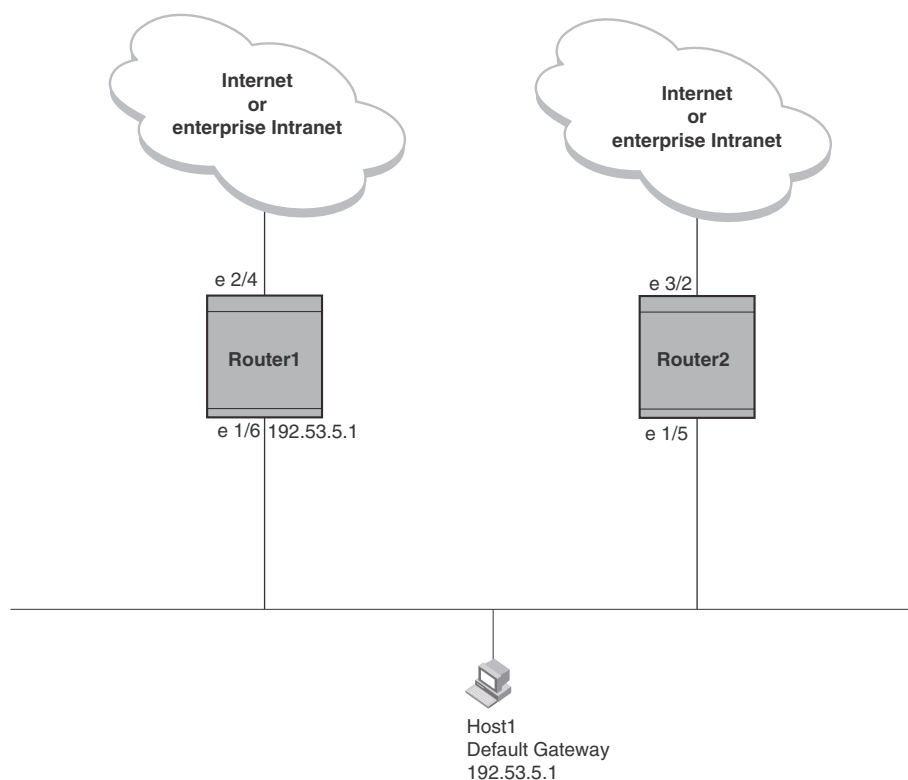 Internet
or
enterprise Intranet
Internet
or
enterprise Intranet
e 2/4
e 3/2
Router1
Router2
e 1/6
192.53.5.1
e 1/5
Host1
Default Gateway
192.53.5.1